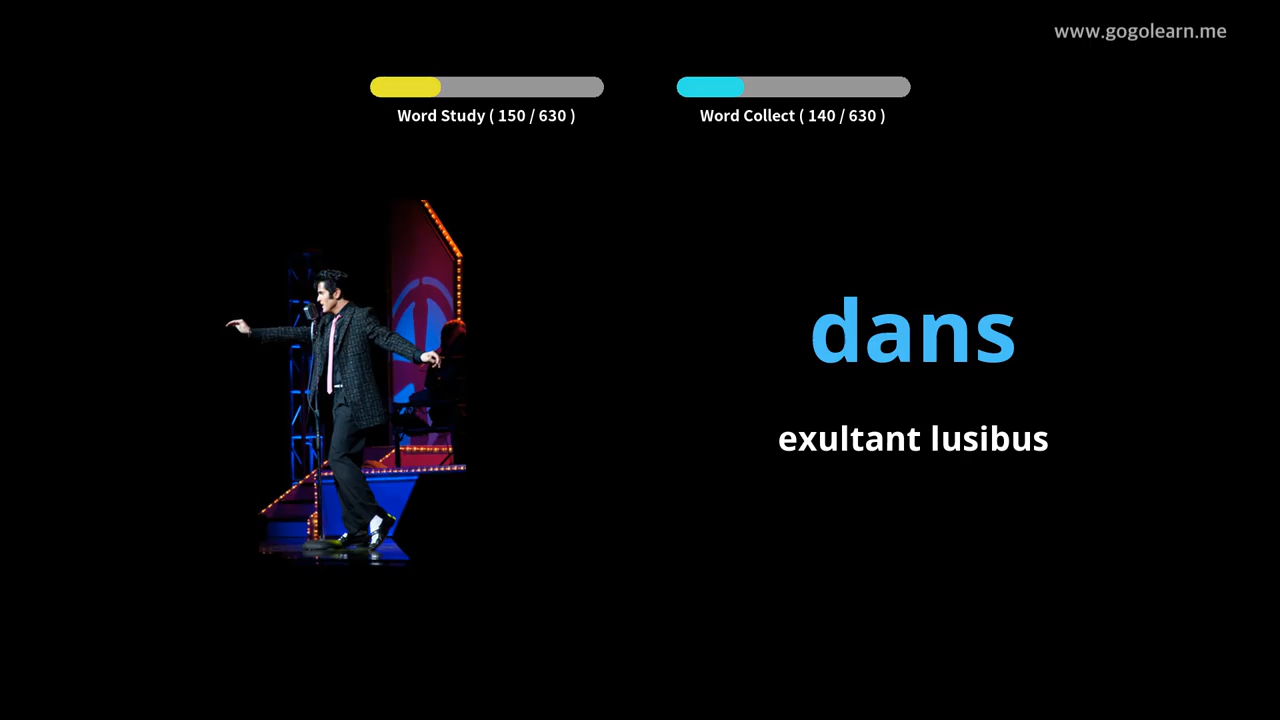 www.gogolearn.me
Word Study ( 150 / 630 )
Word Collect ( 140 / 630 )
dans
exultant lusibus